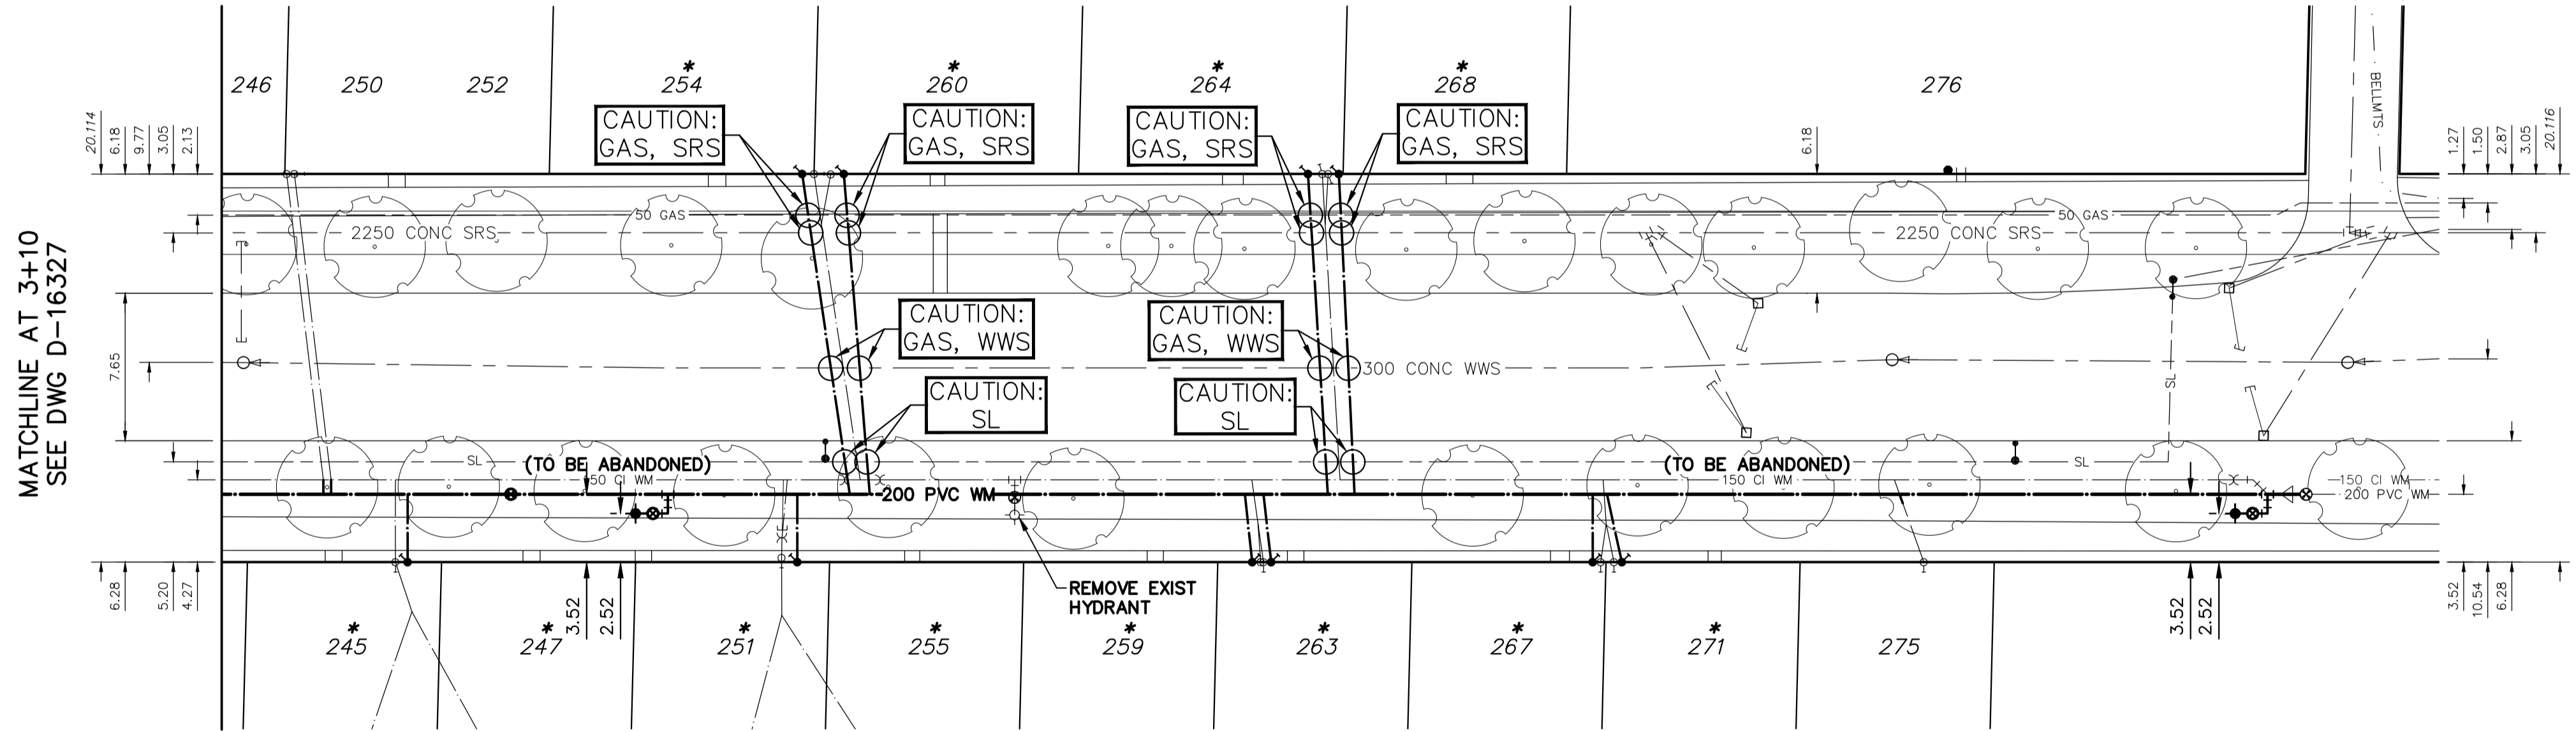 246
250
252
*
254
*
260
*
264
*
268
276
BELLMTS
CAUTION:
GAS, SRS
CAUTION:
GAS, SRS
CAUTION:
GAS, SRS
CAUTION:
GAS, SRS
20.114
6.18
9.77
3.05
2.13
6.18
1.27
1.50
2.87
3.05
20.116
50 GAS
50 GAS
2250 CONC SRS
2250 CONC SRS
MATCHLINE AT 3+10
SEE DWG D-16327
7.65
CAUTION:
GAS, WWS
CAUTION:
GAS, WWS
300 CONC WWS
CAUTION:
SL
CAUTION:
SL
SL
SL
(TO BE ABANDONED)
(TO BE ABANDONED)
SL
150 CI WM
150 CI WM
150 CI WM
200 PVC WM
200 PVC WM
6.28
5.20
4.27
3.52
2.52
REMOVE EXIST
HYDRANT
3.52
2.52
3.52
10.54
6.28
*
245
*
247
*
251
*
255
*
259
*
263
*
267
*
271
275